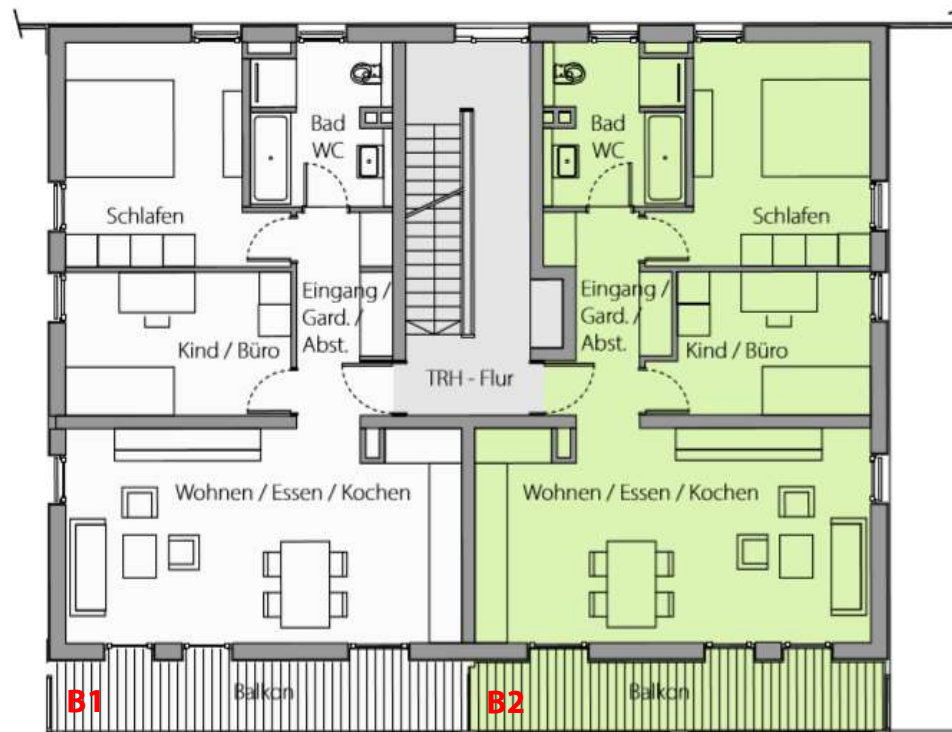 Bad
WC
Bad
WC
Schlafen
Schlafen
Eingang /
Gard. /
Abst.
Eingang /
Gard. /
Abst.
Kind / Büro
Kind / Büro
TRH - Flur
Wohnen / Essen / Kochen
Wohnen / Essen / Kochen
B1
Balkon
B2
Balkon